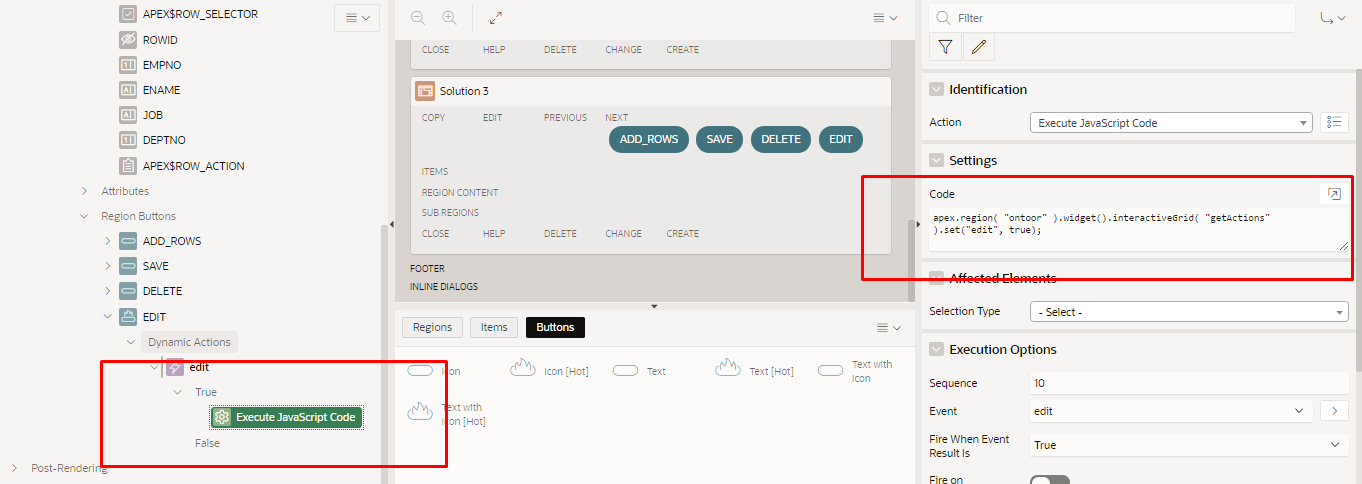 APEX$ROW_SELECTOR
ROWID
EMPNO
ENAME
JOB
DEPTNO
APEX$ROW_ACTION
Attributes
Region Buttons
ADD_ROWS
SAVE
DELETE
EDIT
Dynamic Actions
edit
True
Execute JavaScript Code
False
Post-Rendering
CLOSE HELP DELETE CHANGE CREATE
Solution 3
COPY EDIT PREVIOUS NEXT
ADD_ROWS SAVE DELETE EDIT
ITEMS
REGION CONTENT
SUB REGIONS
CLOSE HELP DELETE CHANGE CREATE
FOOTER
INLINE DIALOGS
Regions Items Buttons
Icon
Icon [Hot]
Text
Text [Hot]
Text with
Icon
Text with
Icon [Hot]
Filter
Identification
Action Execute JavaScript Code
Settings
Code
apex.region( "ontoor" ).widget().interactiveGrid( "getActions"
).set("edit", true);
Affected Elements
Selection Type - Select -
Execution Options
Sequence 10
Event edit
Fire When Event
Result Is
True
Fire on